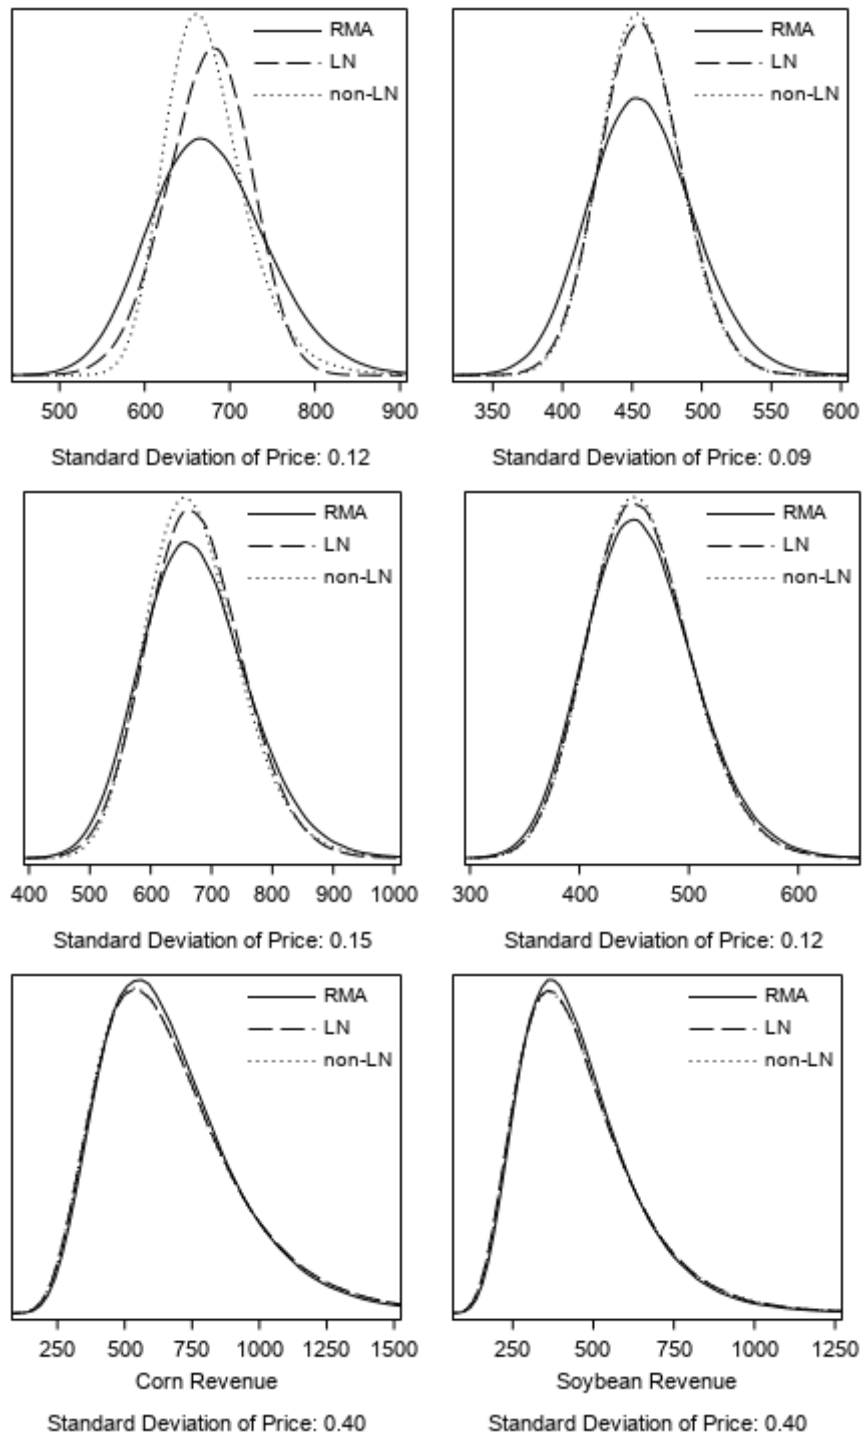 RMA
LN
non-LN
500 600 700 800 900
Standard Deviation of Price: 0.12
RMA
LN
non-LN
350 400 450 500 550 600
Standard Deviation of Price: 0.09
RMA
LN
non-LN
400 500 600 700 800 900 1000
Standard Deviation of Price: 0.15
RMA
LN
non-LN
300 400 500 600
Standard Deviation of Price: 0.12
RMA
LN
non-LN
250 500 750 1000 1250 1500
Corn Revenue
Standard Deviation of Price: 0.40
RMA
LN
non-LN
250 500 750 1000 1250
Soybean Revenue
Standard Deviation of Price: 0.40